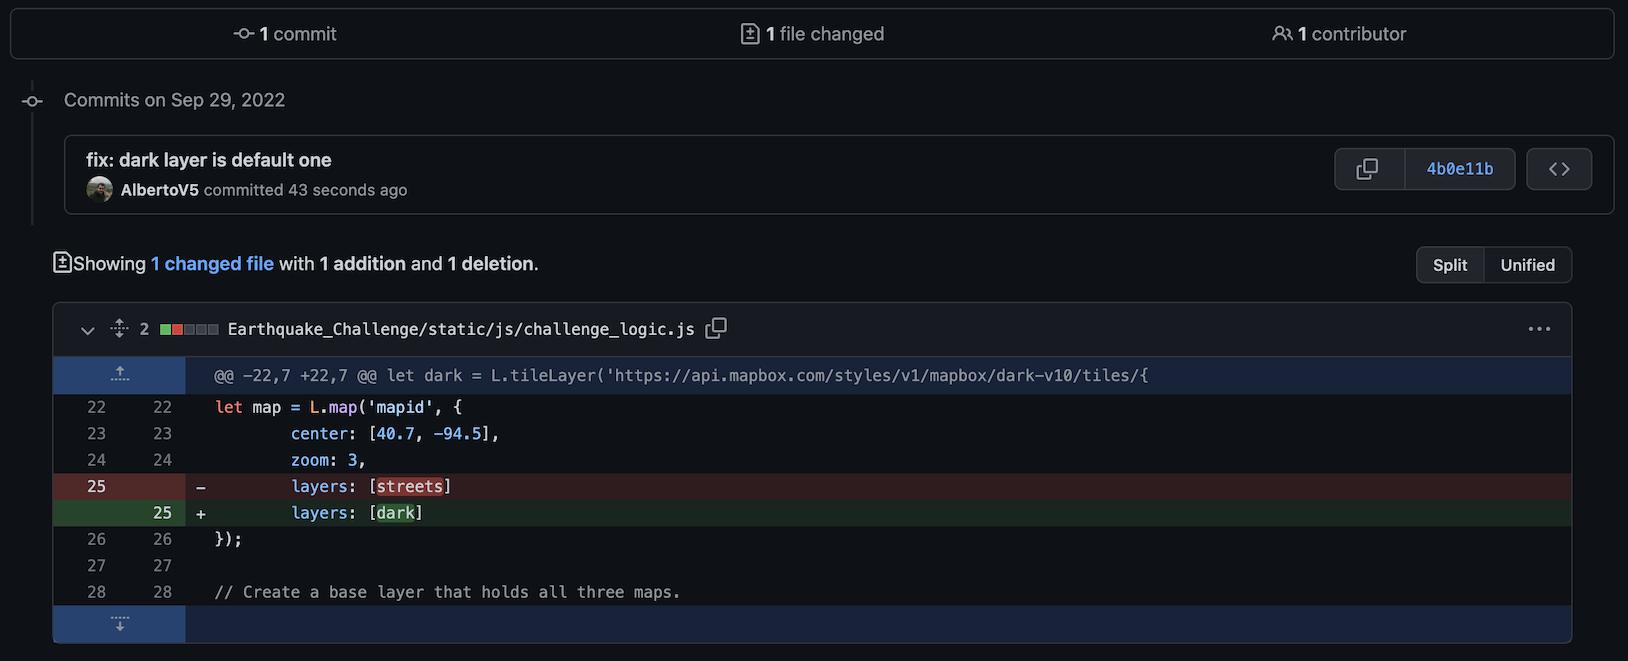 1 commit
1 file changed
1 contributor
Commits on Sep 29, 2022
fix: dark layer is default one
AlbertoV5 committed 43 seconds ago
4b0e11b
Showing 1 changed file with 1 addition and 1 deletion.
Split Unified
2 Earthquake_Challenge/static/js/challenge_logic.js
@@ -22,7 +22,7 @@ let dark = L.tileLayer('https://api.mapbox.com/styles/v1/mapbox/dark-v10/tiles/{
22 22 let map = L.map('mapid', {
23 23 center: [40.7, -94.5],
24 24 zoom: 3,
25 - layers: [streets]
25 + layers: [dark]
26 26 });
27 27
28 28 // Create a base layer that holds all three maps.